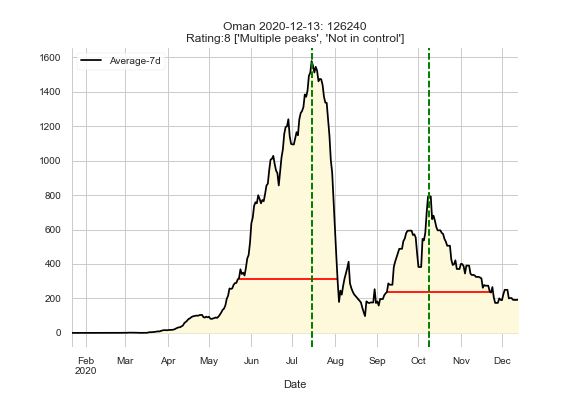 Oman 2020-12-13: 126240
Rating:8 ['Multiple peaks', 'Not in control']
Average-7d
1600
1400
1200
1000
800
600
400
200
0
Feb Mar Apr May Jun Jul Aug Sep Oct Nov Dec
2020
Date